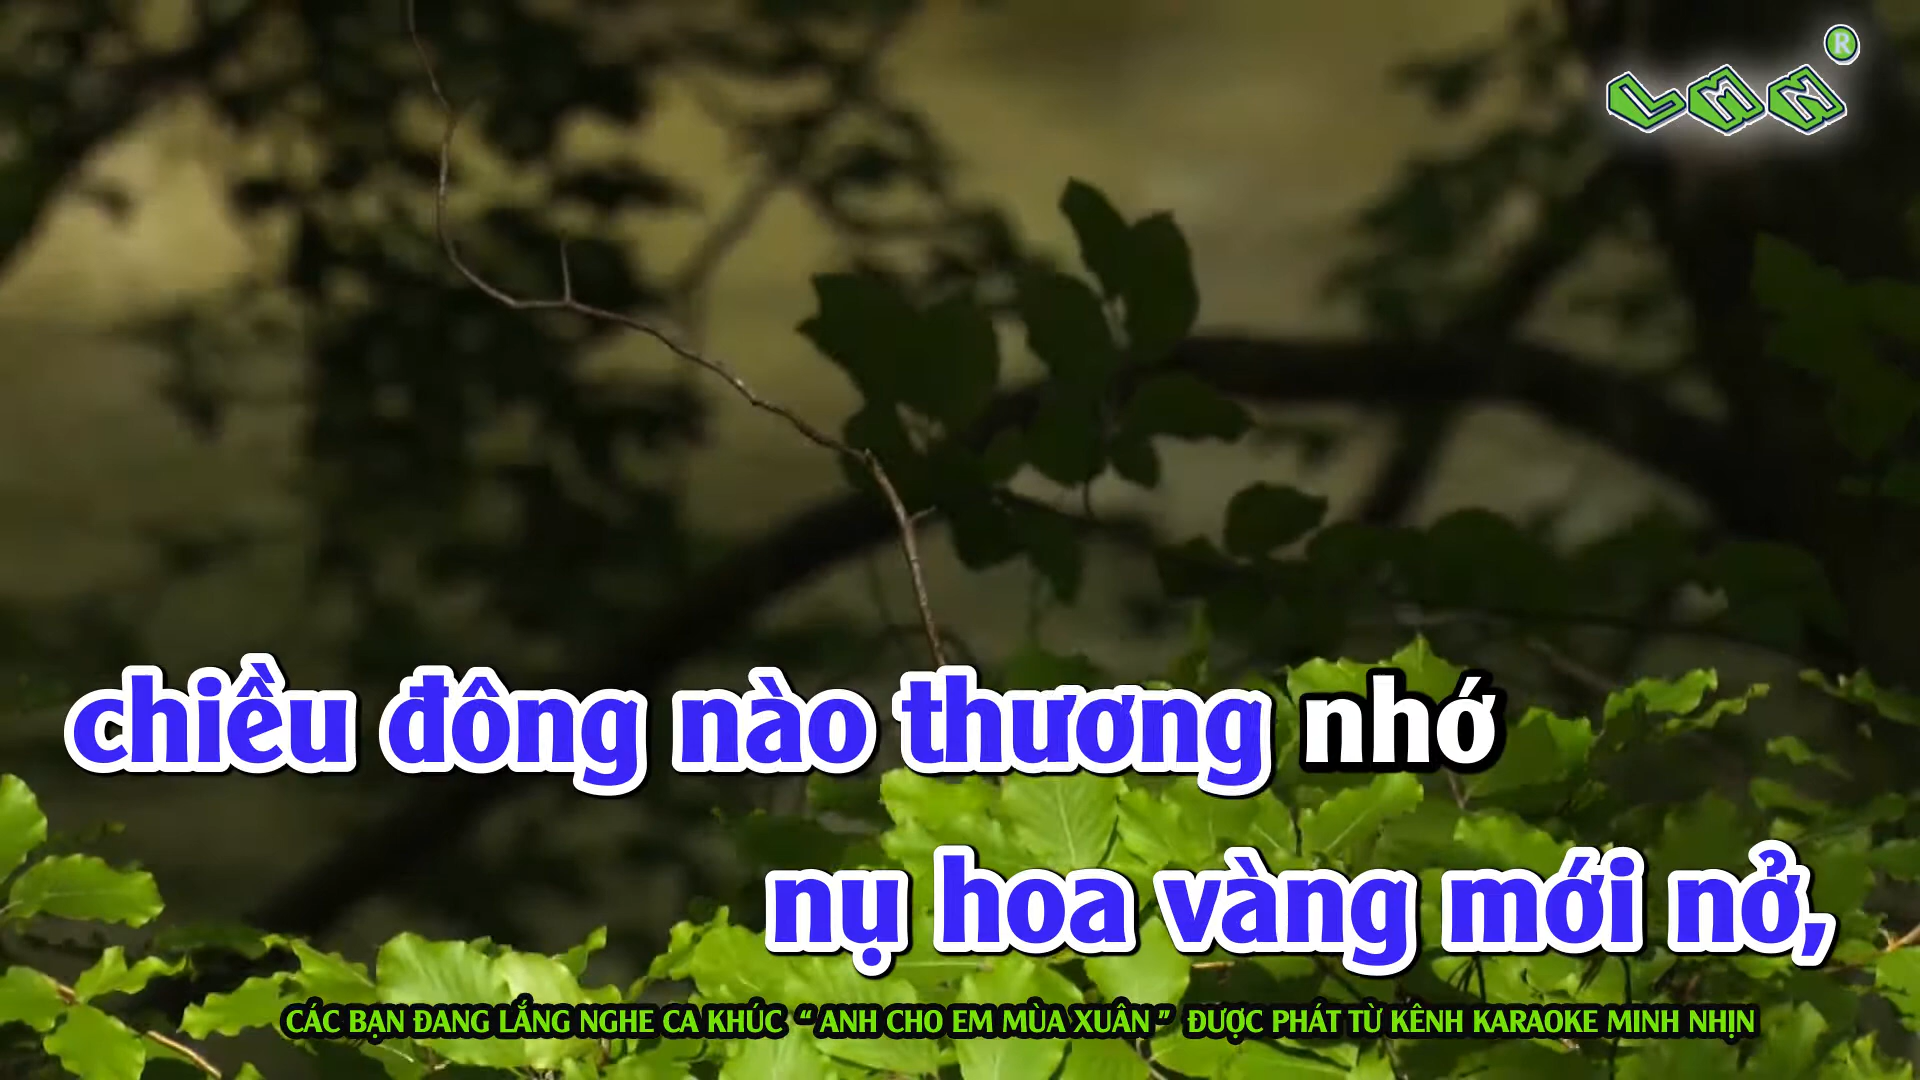 LMN®
chiều đông nào thương nhớ
nụ hoa vàng mới nở,
CÁC BẠN ĐANG LẮNG NGHE CA KHÚC “ ANH CHO EM MÙA XUÂN ” ĐƯỢC PHÁT TỪ KÊNH KARAOKE MINH NHỊN